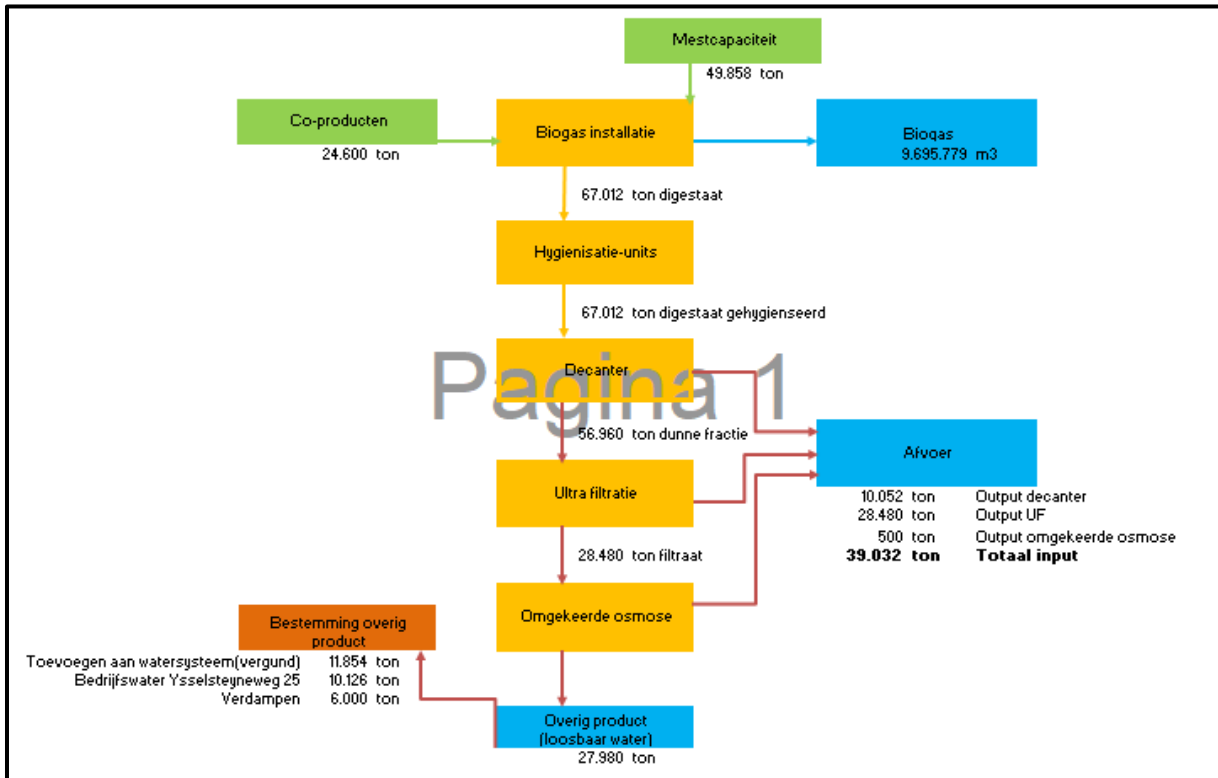 Mestcapaciteit
49.858 ton
Co-producten
24.600 ton
Biogas installatie
Biogas
9.695.779 m3
67.012 ton digestaat
Hygienisatie-units
67.012 ton digestaat gehygienseerd
Pagina 1
Decanter
56.960 ton dunne fractie
Afvoer
10.052 ton Output decanter
28.480 ton Output UF
500 ton Output omgekeerde osmose
39.032 ton Totaal input
Ultra filtratie
28.480 ton filtraat
Omgekeerde osmose
Bestemming overig
product
Toevoegen aan watersysteem(vergund) 11.854 ton
Bedrijfswater Ysselsteyneweg 25 10.126 ton
Verdampen 6.000 ton
Overig product
(loosbaar water)
27.980 ton